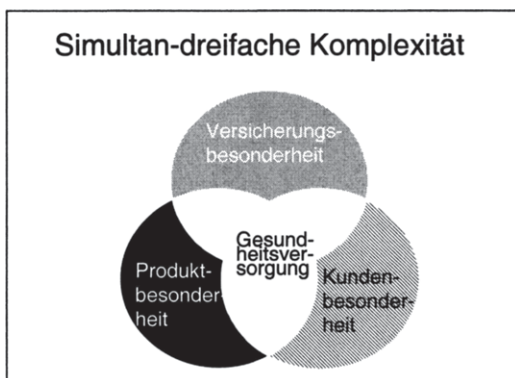 Simultan-dreifache Komplexität
Versicherungs-
besonderheit
Gesund-
heitsver-
sorgung
Produkt-
besonder-
heit
Kunden-
besonder-
heit